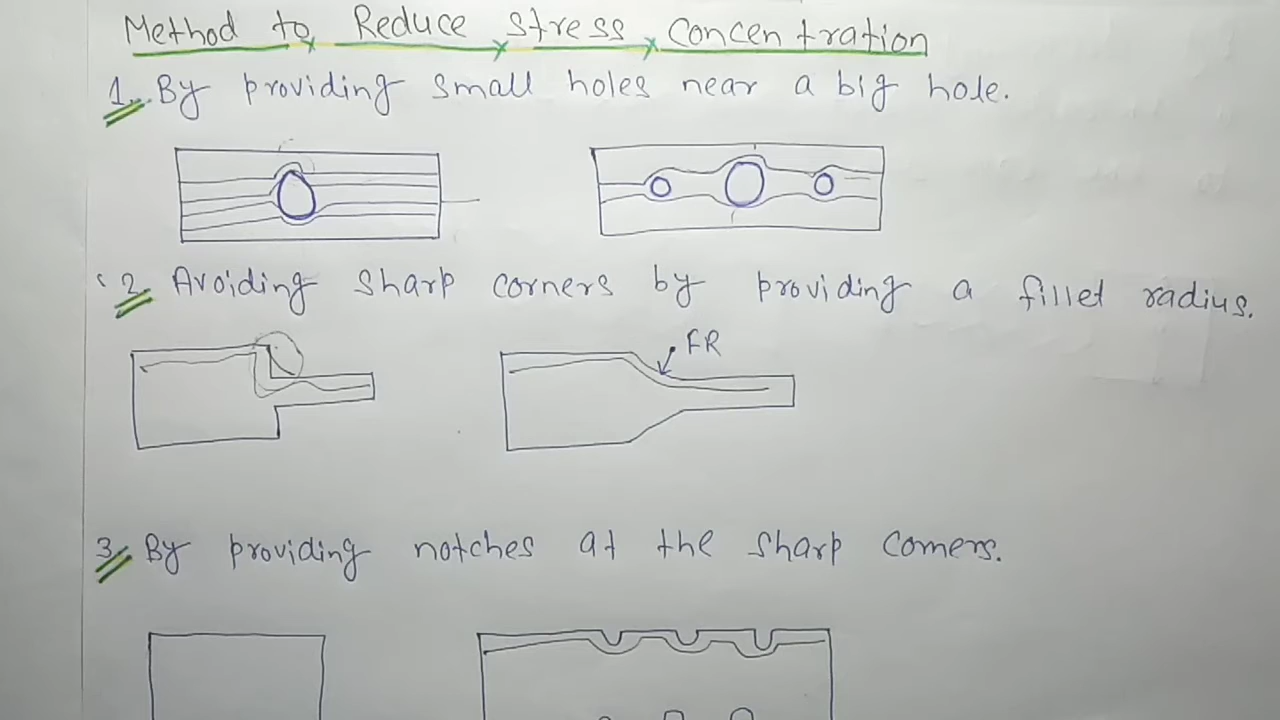 Method to Reduce stress Concentration
1. By providing small holes near a big hole.
2. Avoiding sharp corners by providing a fillet radius.
FR
3. By providing notches at the sharp corners.